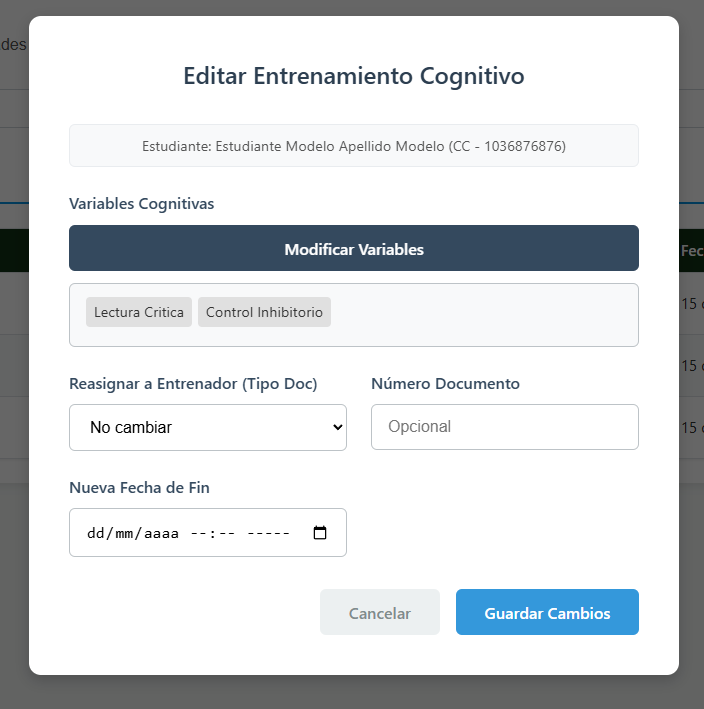 des
Editar Entrenamiento Cognitivo
Estudiante: Estudiante Modelo Apellido Modelo (CC - 1036876876)
Variables Cognitivas
Modificar Variables
Fec
Lectura Critica Control Inhibitorio
15
Reasignar a Entrenador (Tipo Doc) Número Documento
15
No cambiar Opcional
15
Nueva Fecha de Fin
dd/mm/aaaa --:-- -----
Cancelar Guardar Cambios